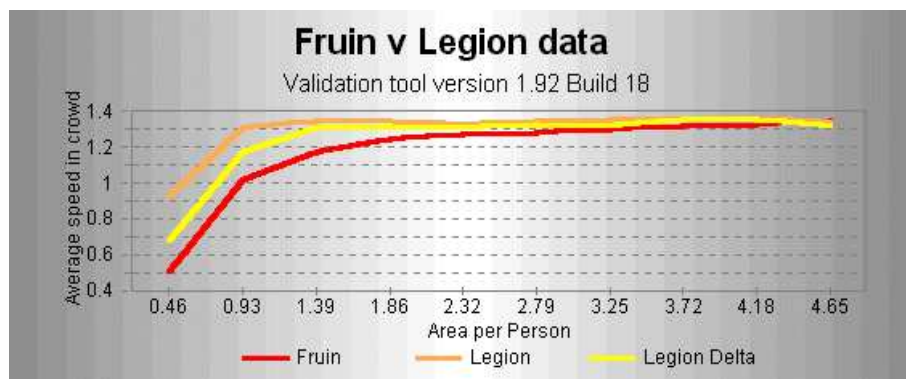 Fruin v Legion data
Validation tool version 1.92 Build 18
Average speed in crowd
1.4
1.2
1
0.8
0.6
0.4
0.46 0.93 1.39 1.86 2.32 2.79 3.25 3.72 4.18 4.65
Area per Person
Fruin Legion Legion Delta